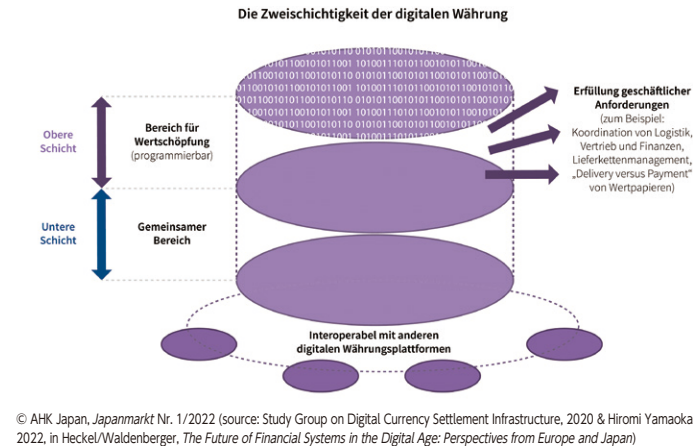 Die Zweischichtigkeit der digitalen Währung
Obere
Schicht
Bereich für
Wertschöpfung
(programmierbar)
Erfüllung geschäftlicher
Anforderungen
(zum Beispiel:
Koordination von Logistik,
Vertrieb und Finanzen,
Lieferkettenmanagement,
„Delivery versus Payment“
von Wertpapieren)
Untere
Schicht
Gemeinsamer
Bereich
Interoperabel mit anderen
digitalen Währungsplattformen
© AHK Japan, Japanmarkt Nr. 1/2022 (source: Study Group on Digital Currency Settlement Infrastructure, 2020 & Hiromi Yamaoka
2022, in Heckel/Waldenberger, The Future of Financial Systems in the Digital Age: Perspectives from Europe and Japan)